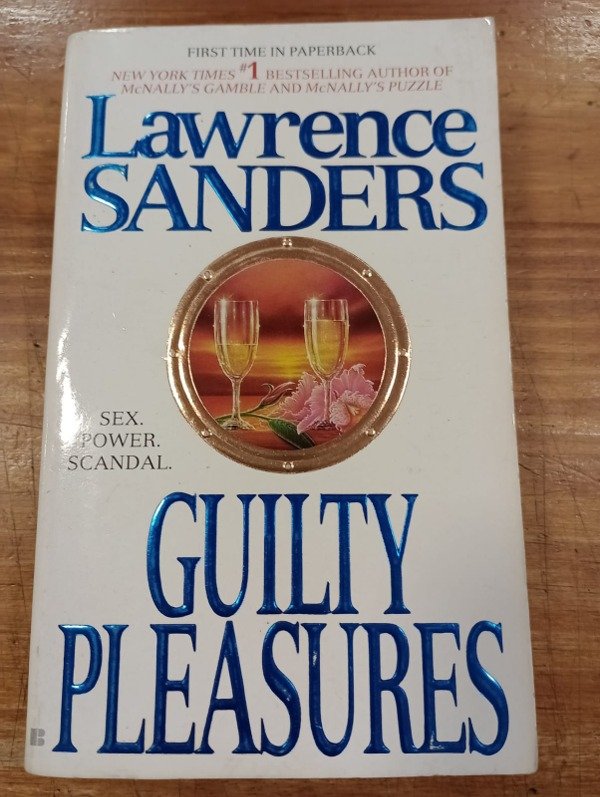 FIRST TIME IN PAPERBACK
NEW YORK TIMES #1 BESTSELLING AUTHOR OF
McNALLY'S GAMBLE AND McNALLY'S PUZZLE
Lawrence
SANDERS
SEX.
POWER.
SCANDAL.
GUILTY
PLEASURES
B